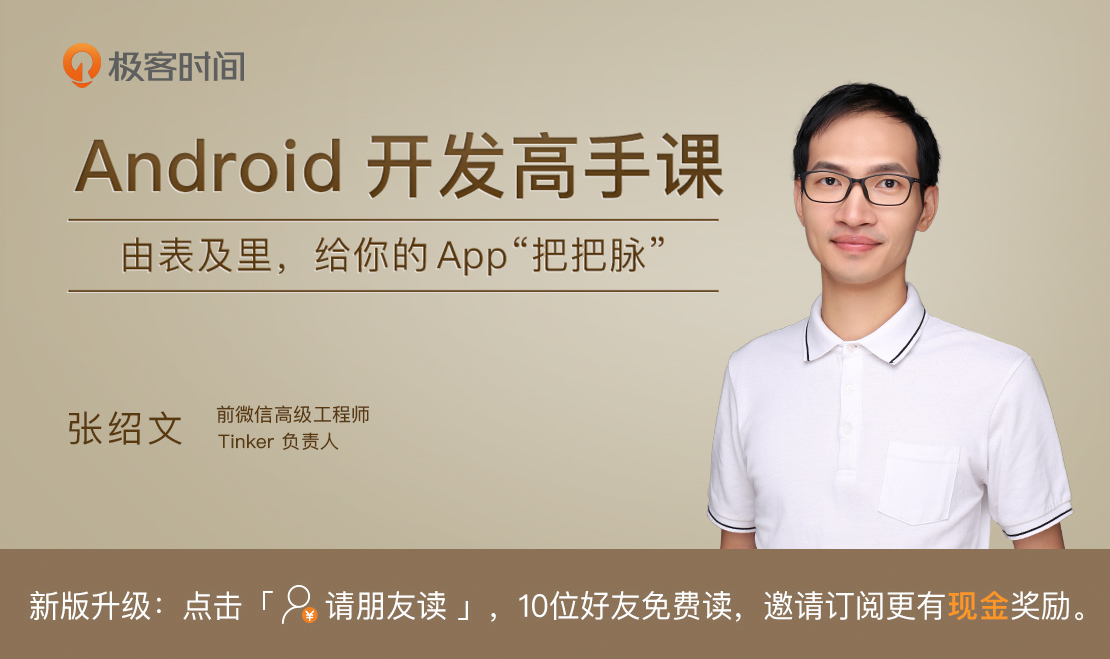 极客时间
Android 开发高手课
由表及里，给你的App“把把脉”
张绍文
前微信高级工程师
Tinker 负责人
新版升级：点击「 ¥ 请朋友读 」，10位好友免费读，邀请订阅更有现金奖励。